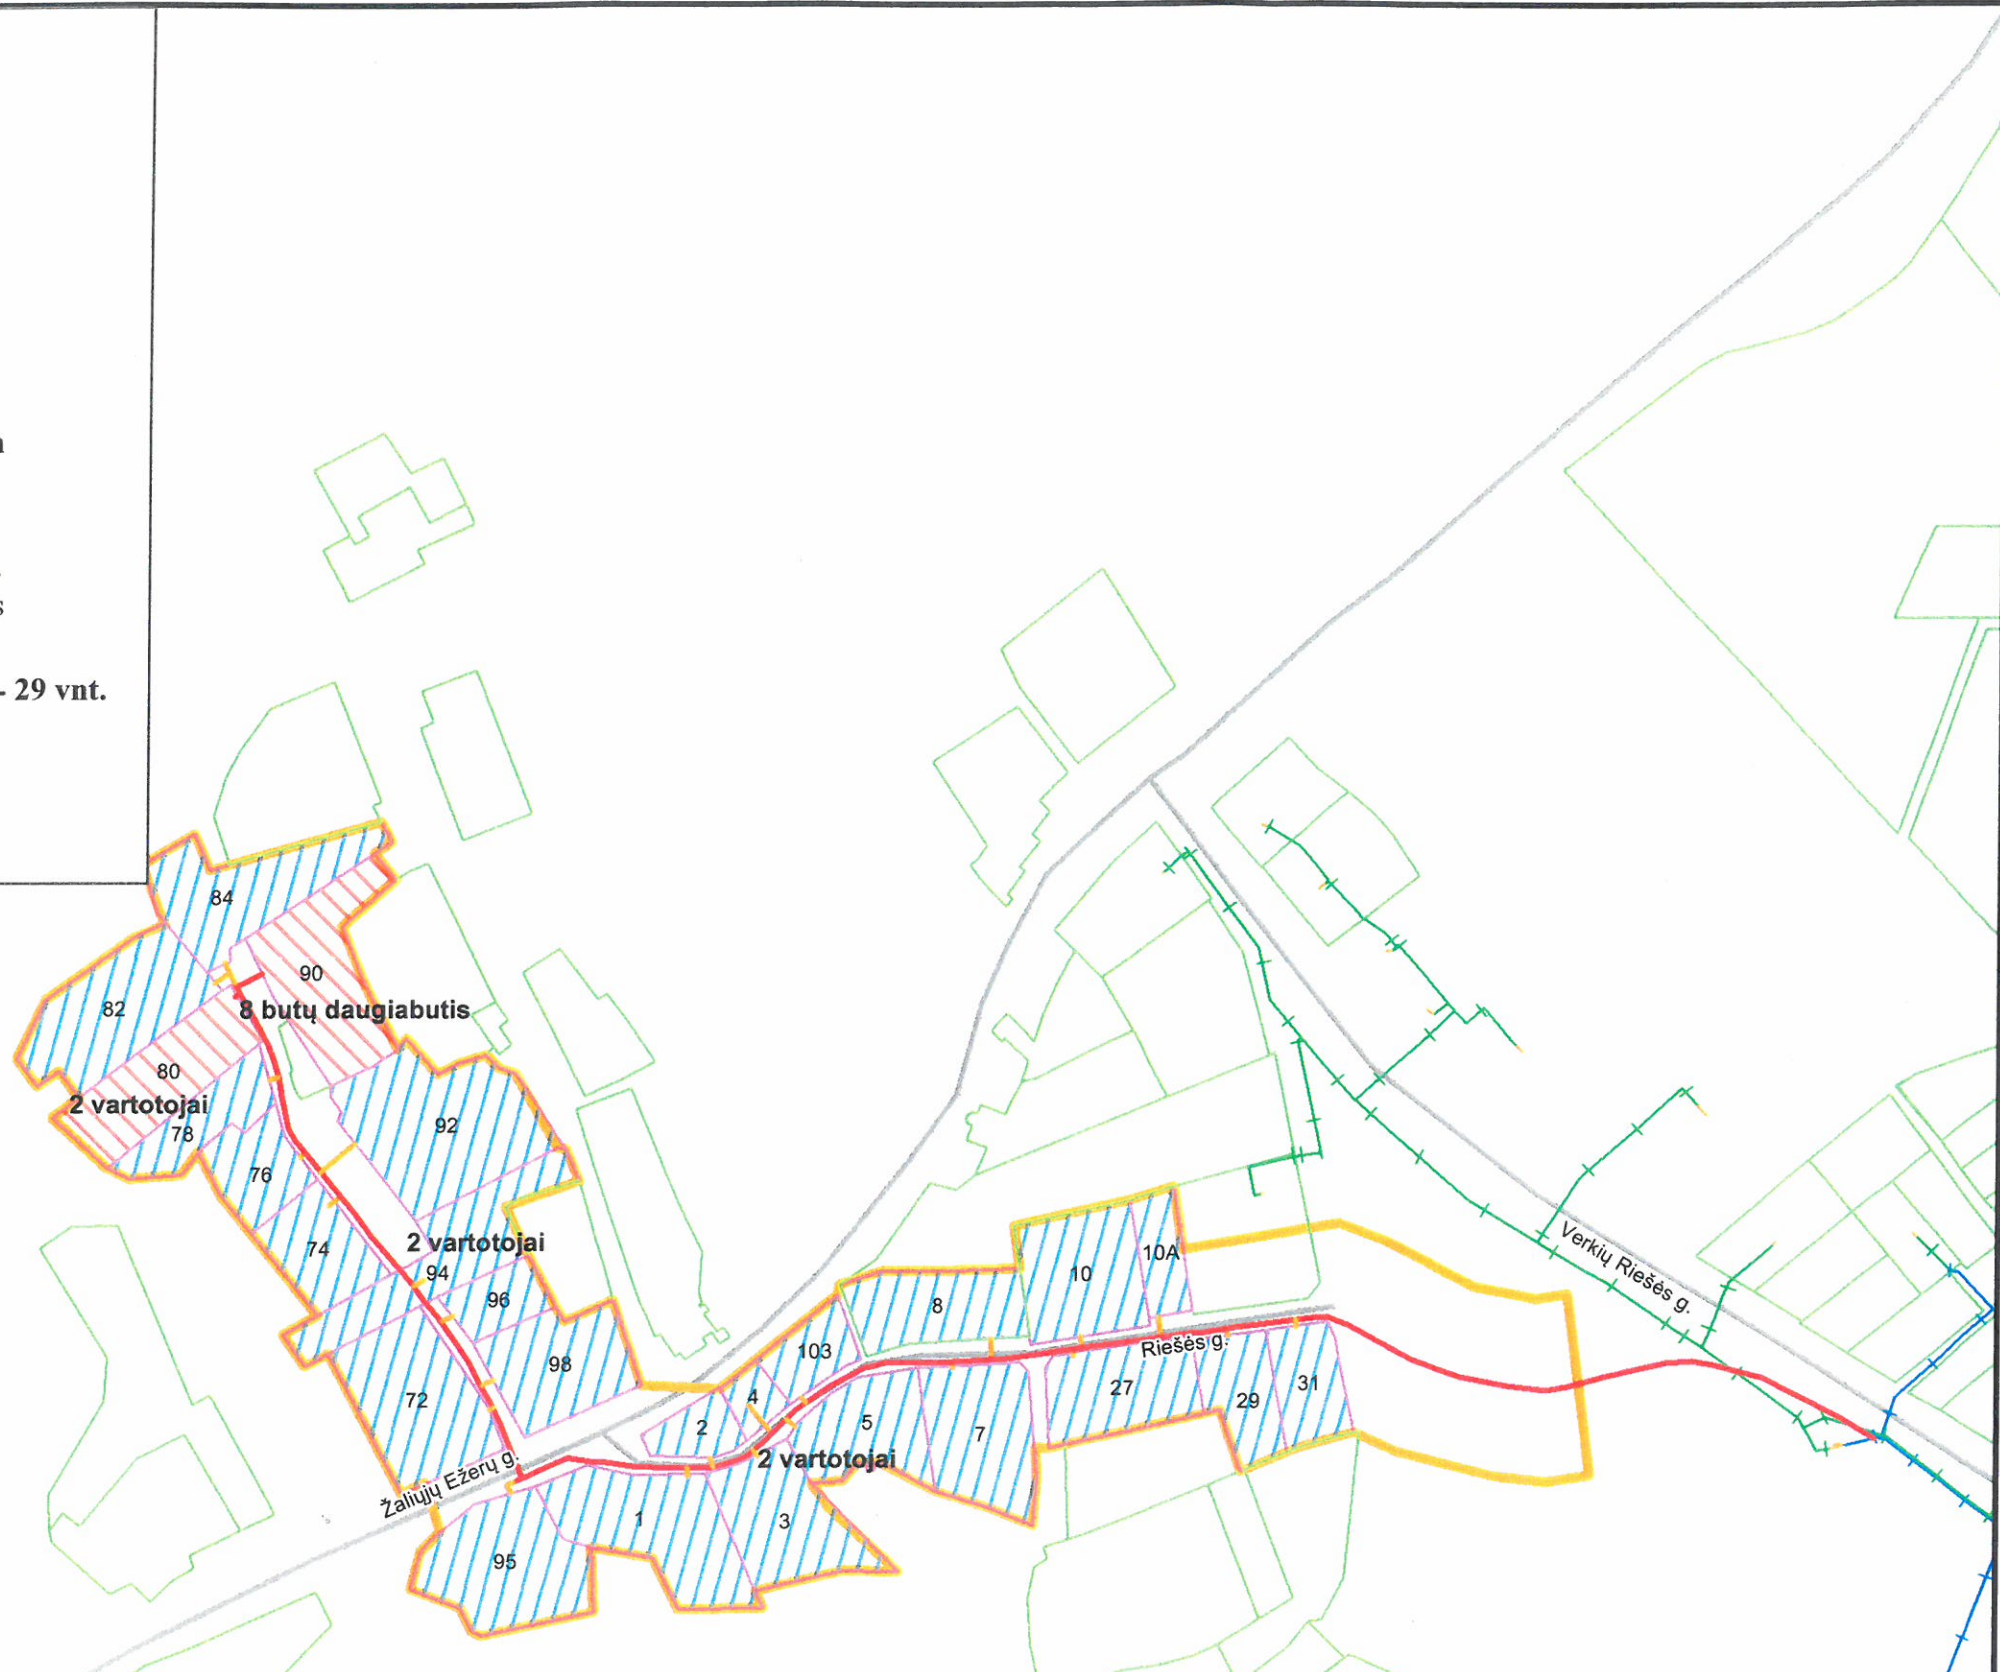 - 29 vnt.
84
90
8 butų daugiabutis
82
80
2 vartotojai
78
92
76
74
2 vartotojai
94
96
98
72
103
4
2
5
7
2 vartotojai
8
10
10A
Riešės g.
27
29
31
Verkių Riešės g.
Žaliųjų Ežerų g.
1
3
95